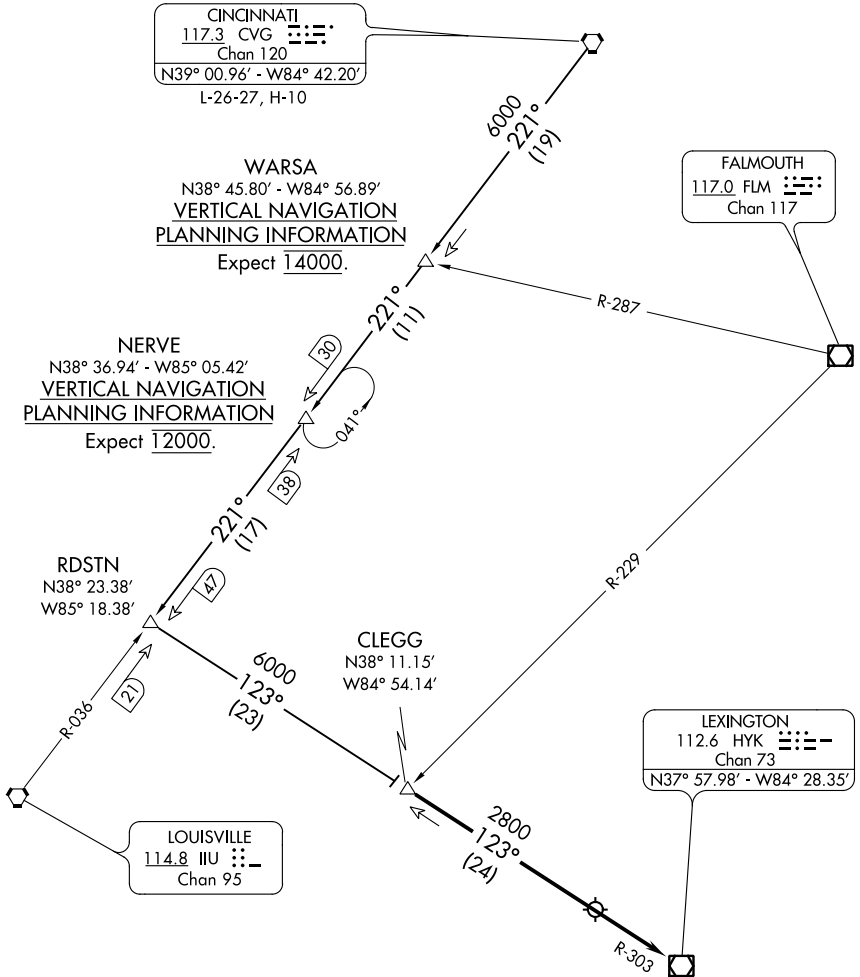 CINCINNATI
117.3 CVG
Chan 120
N39° 00.96' - W84° 42.20'
L-26-27, H-10
6000
221°
(19)
WARSA
N38° 45.80' - W84° 56.89'
VERTICAL NAVIGATION
PLANNING INFORMATION
Expect 14000.
FALMOUTH
117.0 FLM
Chan 117
R-287
221°
(11)
NERVE
N38° 36.94' - W85° 05.42'
VERTICAL NAVIGATION
PLANNING INFORMATION
Expect 12000.
30
041°
38
221°
(17)
RDSTN
N38° 23.38'
W85° 18.38'
47
R-229
21
R-036
6000
123°
(23)
CLEGG
N38° 11.15'
W84° 54.14'
LEXINGTON
112.6 HYK
Chan 73
N37° 57.98' - W84° 28.35'
LOUISVILLE
114.8 IIU
Chan 95
2800
123°
(24)
R-303